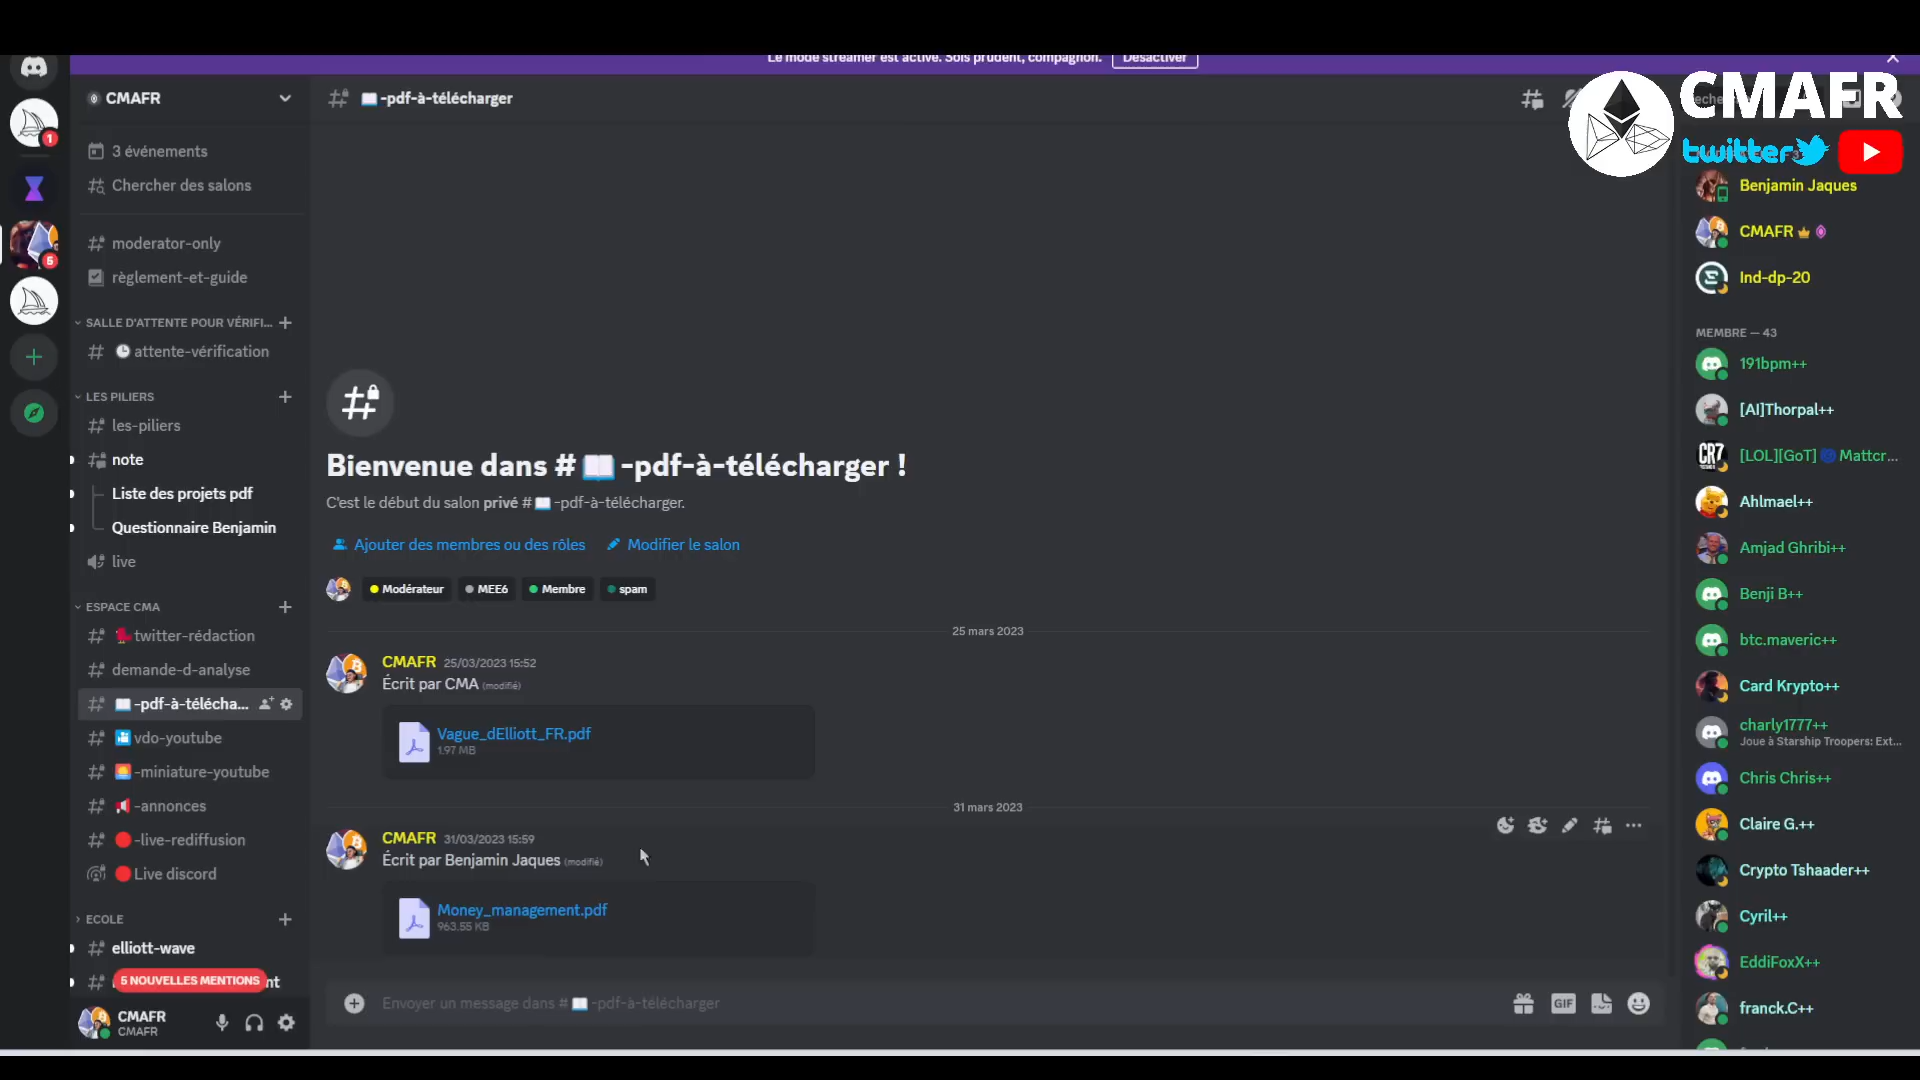 Le mode streamer est activé. Sois prudent, compagnon.
Désactiver
CMAFR
-pdf-à-télécharger
CMAFR
twitter
3 événements
Chercher des salons
moderator-only
règlement-et-guide
SALLE D'ATTENTE POUR VÉRIFI...
attente-vérification
LES PILIERS
les-piliers
note
Liste des projets pdf
Questionnaire Benjamin
live
ESPACE CMA
twitter-rédaction
demande-d-analyse
-pdf-à-télécha...
vdo-youtube
-miniature-youtube
-annonces
-live-rediffusion
Live discord
ECOLE
elliott-wave
5 NOUVELLES MENTIONS
CMAFR
CMAFR
1
5
Bienvenue dans # -pdf-à-télécharger !
C'est le début du salon privé # -pdf-à-télécharger.
Ajouter des membres ou des rôles
Modifier le salon
Modérateur
MEE6
Membre
spam
25 mars 2023
CMAFR 25/03/2023 15:52
Écrit par CMA (modifié)
Vague_dElliott_FR.pdf
1.97 MB
31 mars 2023
CMAFR 31/03/2023 15:59
Écrit par Benjamin Jaques (modifié)
Money_management.pdf
963.55 KB
Envoyer un message dans # -pdf-à-télécharger
GIF
Benjamin Jaques
CMAFR
Ind-dp-20
MEMBRE — 43
191bpm++
[AI]Thorpal++
CR7
[LOL][GoT] Mattcr...
Ahlmael++
Amjad Ghribi++
Benji B++
btc.maveric++
Card Krypto++
charly1777++
Joue à Starship Troopers: Ext...
Chris Chris++
Claire G.++
Crypto Tshaader++
Cyril++
EddiFoxX++
franck.C++